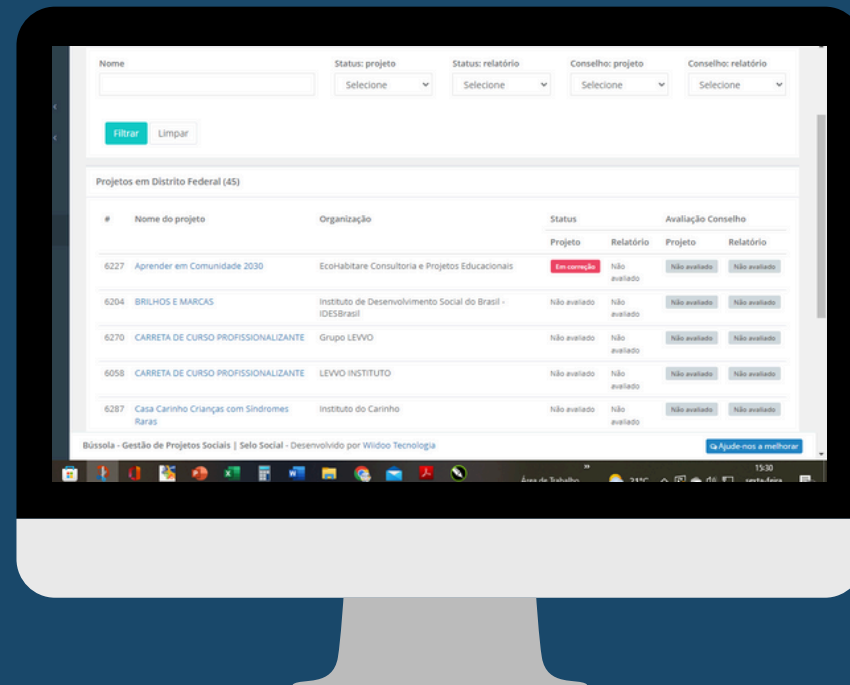 Nome
Status: projeto
Status: relatório
Conselho: projeto
Conselho: relatório
Selecione
Selecione
Selecione
Selecione
Filtrar
Limpar
Projetos em Distrito Federal (45)
# Nome do projeto Organização Status Avaliação Conselho
Projeto Relatório Projeto Relatório
6227 Aprender em Comunidade 2030 EcoHabitare Consultoria e Projetos Educacionais Em correção Não avaliado Não avaliado Não avaliado
6204 BRILHOS E MARCAS Instituto de Desenvolvimento Social do Brasil - IDESBrasil Não avaliado Não avaliado Não avaliado Não avaliado
6270 CARRETA DE CURSO PROFISSIONALIZANTE Grupo LEVVO Não avaliado Não avaliado Não avaliado Não avaliado
6058 CARRETA DE CURSO PROFISSIONALIZANTE LEVVO INSTITUTO Não avaliado Não avaliado Não avaliado Não avaliado
6287 Casa Carinho Crianças com Síndromes Raras Instituto do Carinho Não avaliado Não avaliado Não avaliado Não avaliado
Bússola - Gestão de Projetos Sociais | Selo Social - Desenvolvido por Wiidoo Tecnologia
Ajude-nos a melhorar
15:30
Área de Trabalho
21°C
sexta-feira